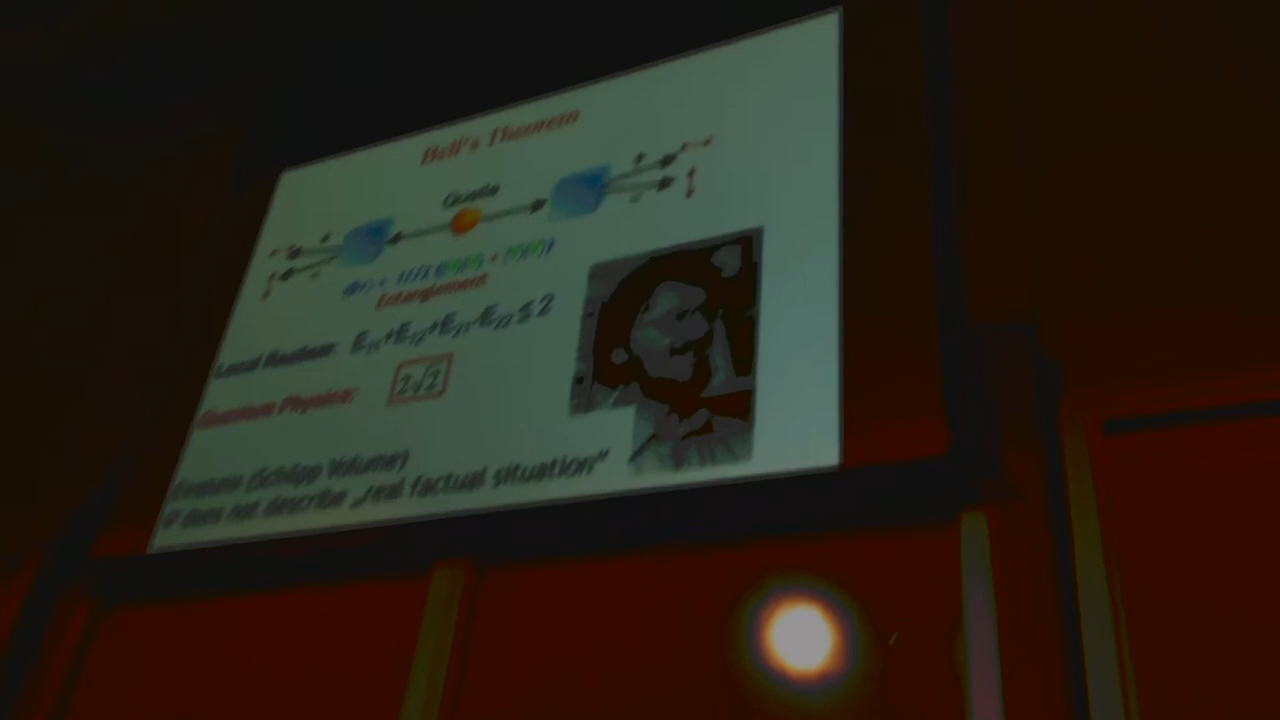 Bell's Theorem
Quelle
Entanglement
Local Realism: E₁₁+E₁₂+E₂₁-E₂₂≤2
Quantum Physics: 2√2
Einstein (Schilpp Volume)
Ψ does not describe „real factual situation“